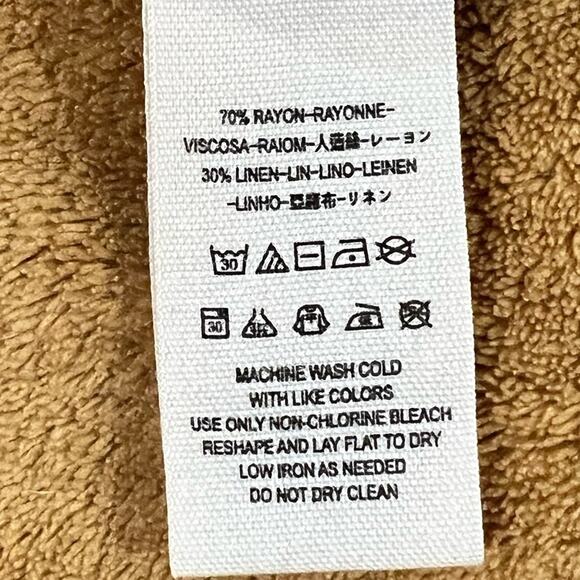 70% RAYON-RAYONNE-
VISCOSA-RAIOM-人造絲-レーヨン
30% LINEN-LIN-LINO-LEINEN
-LINHO-亞麻布-リネン
30
30
MACHINE WASH COLD
WITH LIKE COLORS
USE ONLY NON-CHLORINE BLEACH
RESHAPE AND LAY FLAT TO DRY
LOW IRON AS NEEDED
DO NOT DRY CLEAN